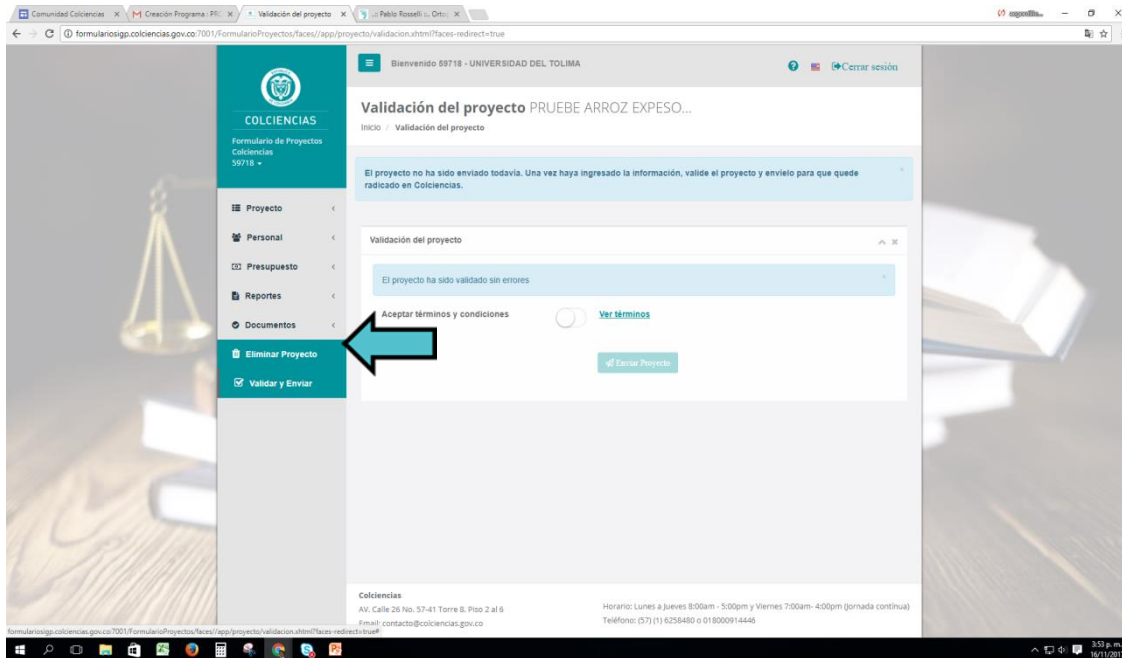 Comunidad Colciencias
Creación Programa : PR
Validación del proyecto
Pablo Rosselli
formulariosigp.colciencias.gov.co:7001/FormularioProyectos/faces//app/proyecto/validacion.xhtml?faces-redirect=true
COLCIENCIAS
Formulario de Proyectos
Colciencias
59718
Proyecto
Personal
Presupuesto
Reportes
Documentos
Eliminar Proyecto
Validar y Enviar
Bienvenido 59718 - UNIVERSIDAD DEL TOLIMA
Cerrar sesión
Validación del proyecto PRUEBE ARROZ EXPESO...
Inicio / Validación del proyecto
El proyecto no ha sido enviado todavía. Una vez haya ingresado la información, valide el proyecto y envíelo para que quede
radicado en Colciencias.
Validación del proyecto
El proyecto ha sido validado sin errores
Aceptar términos y condiciones Ver términos
Enviar Proyecto
Colciencias
AV. Calle 26 No. 57-41 Torre 8, Piso 2 al 6
Email: contacto@colciencias.gov.co
Horario: Lunes a Jueves 8:00am - 5:00pm y Viernes 7:00am- 4:00pm (jornada continua)
Teléfono: (57) (1) 6258480 o 018000914446
formulariosigp.colciencias.gov.co:7001/FormularioProyectos/faces//app/proyecto/validacion.xhtml?faces-redirect=true#
3:53 p. m.
16/11/201